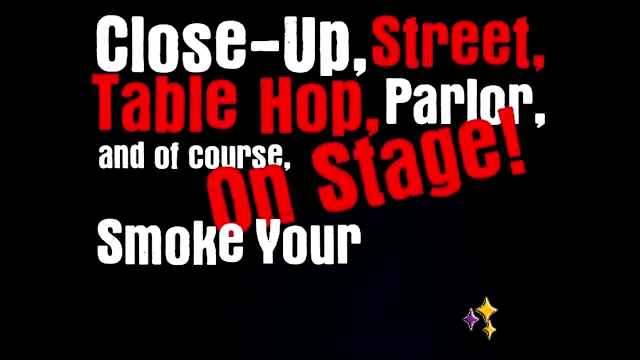 Close-Up, Street,
Table Hop, Parlor,
and of course, On Stage!
Smoke Your